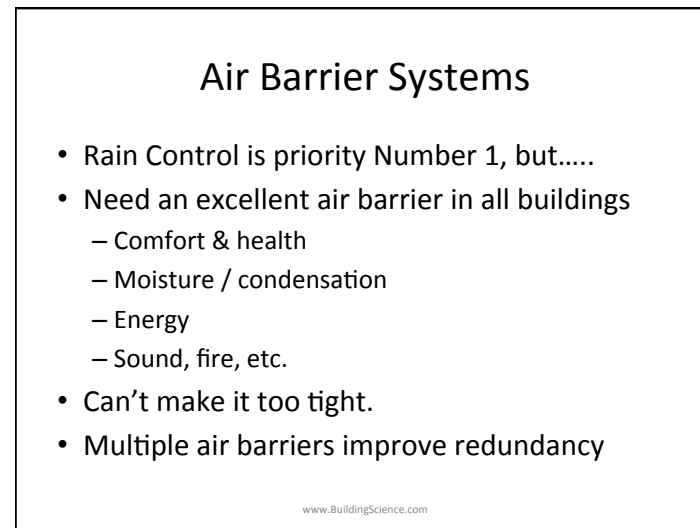 Air Barrier Systems
• Rain Control is priority Number 1, but…..
• Need an excellent air barrier in all buildings
– Comfort & health
– Moisture / condensation
– Energy
– Sound, fire, etc.
• Can’t make it too tight.
• Multiple air barriers improve redundancy
www.BuildingScience.com